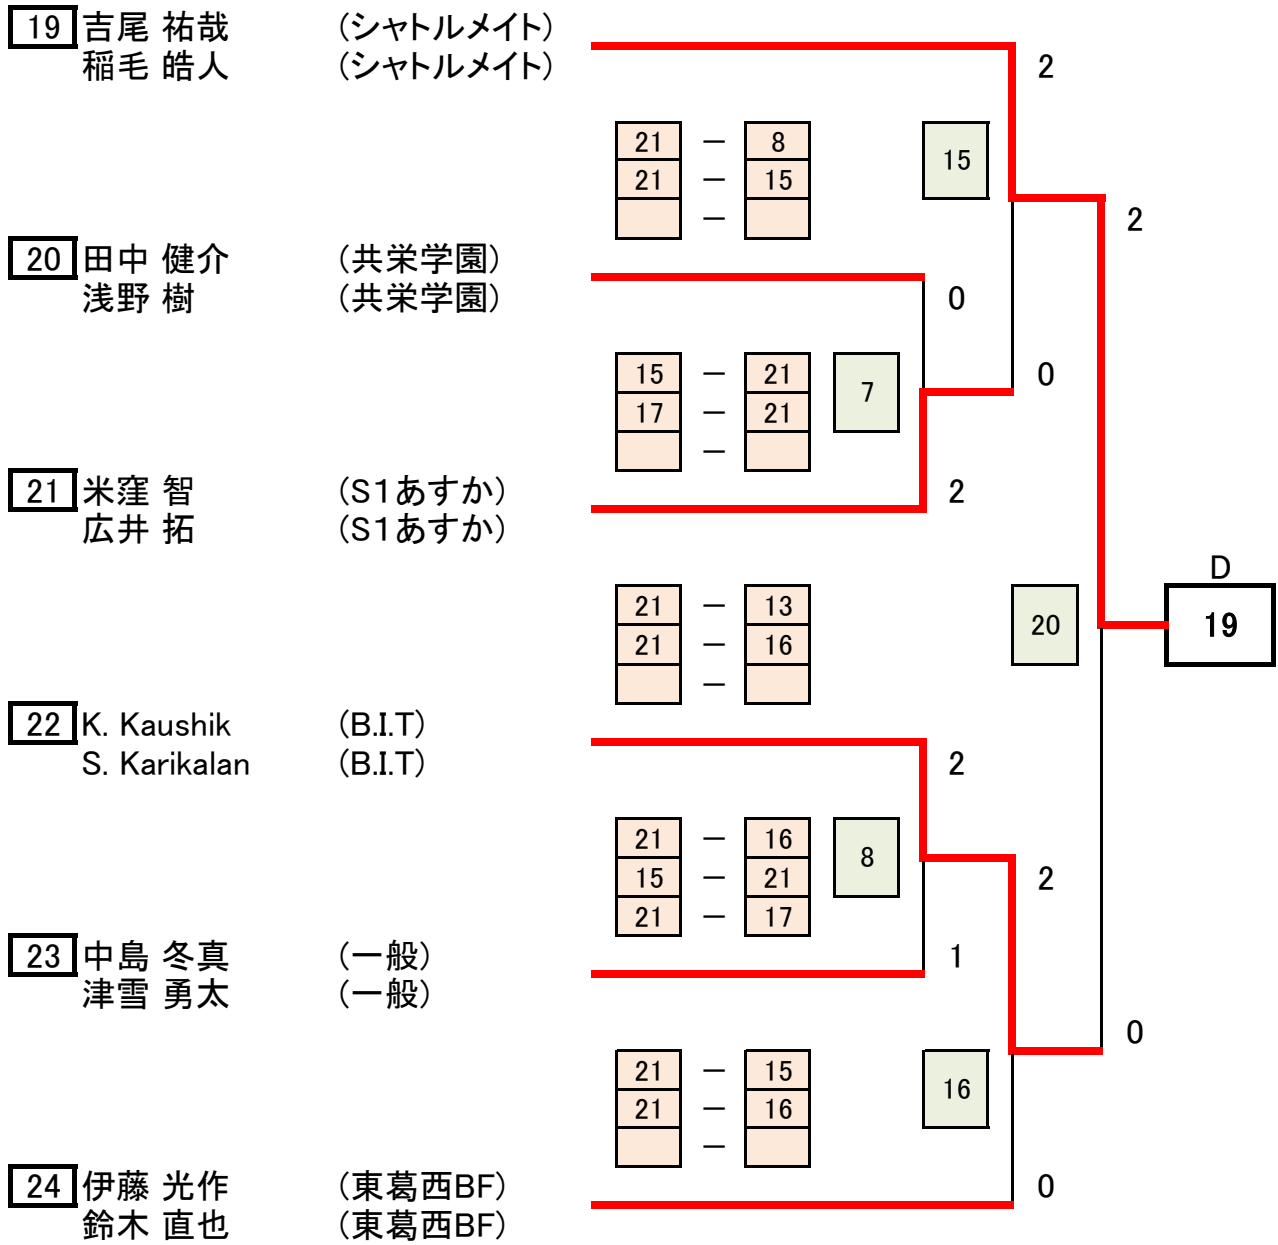 19 吉尾 祐哉 (シャトルメイト)
稲毛 皓人 (シャトルメイト)
2
21 － 8
15
21 － 15
－
2
20 田中 健介 (共栄学園)
浅野 樹 (共栄学園)
0
15 － 21
0
7
17 － 21
－
21 米窪 智 (S1あすか)
2
広井 拓 (S1あすか)
D
21 － 13
20
19
21 － 16
－
22 K. Kaushik (B.I.T)
S. Karikalan (B.I.T)
2
21 － 16
8
15 － 21
2
21 － 17
23 中島 冬真 (一般)
1
津雪 勇太 (一般)
0
21 － 15
16
21 － 16
－
24 伊藤 光作 (東葛西BF)
0
鈴木 直也 (東葛西BF)